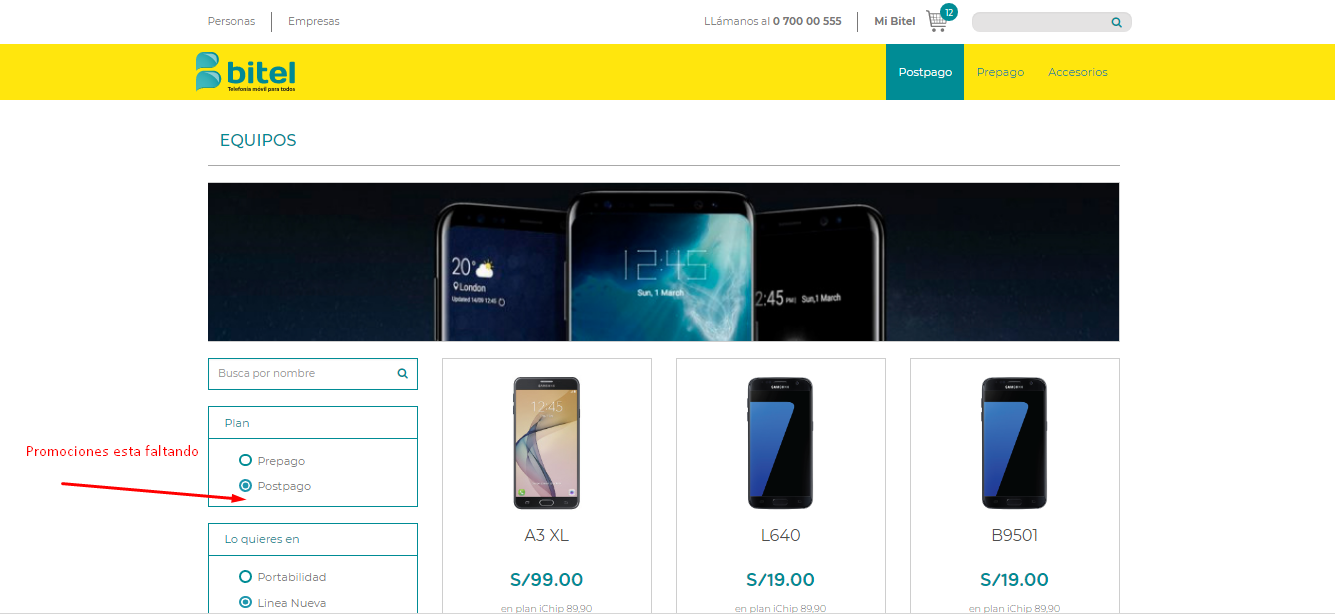 Personas
Empresas
LLámanos al 0 700 00 555
Mi Bitel
12
bitel
Telefonía móvil para todos
Postpago
Prepago
Accesorios
EQUIPOS
20°
London
Updated 14/09 12:45
12:45
Sun, 1 March
2:45 PM
Sun, 1 March
Busca por nombre
Plan
Prepago
Postpago
Promociones esta faltando
Lo quieres en
Portabilidad
Linea Nueva
SAMSUNG
12:45
A3 XL
S/99.00
en plan iChip 89,90
SAMSUNG
L640
S/19.00
en plan iChip 89,90
SAMSUNG
B9501
S/19.00
en plan iChip 89,90